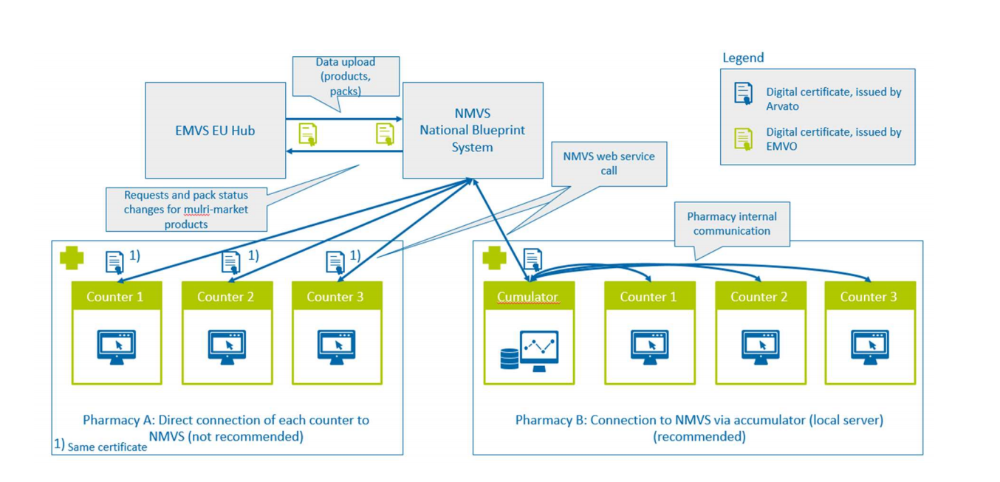 Legend
Data upload
(products,
packs)
Digital certificate, issued by
Arvato
Digital certificate, issued by
EMVO
EMVS EU Hub
NMVS
National Blueprint
System
NMVS web service
call
Requests and pack status
changes for mulri-market
products
Pharmacy internal
communication
1)
1)
1)
Counter 1
Counter 2
Counter 3
Cumulator
Counter 1
Counter 2
Counter 3
Pharmacy A: Direct connection of each counter to
NMVS (not recommended)
1) Same certificate
Pharmacy B: Connection to NMVS via accumulator (local server)
(recommended)